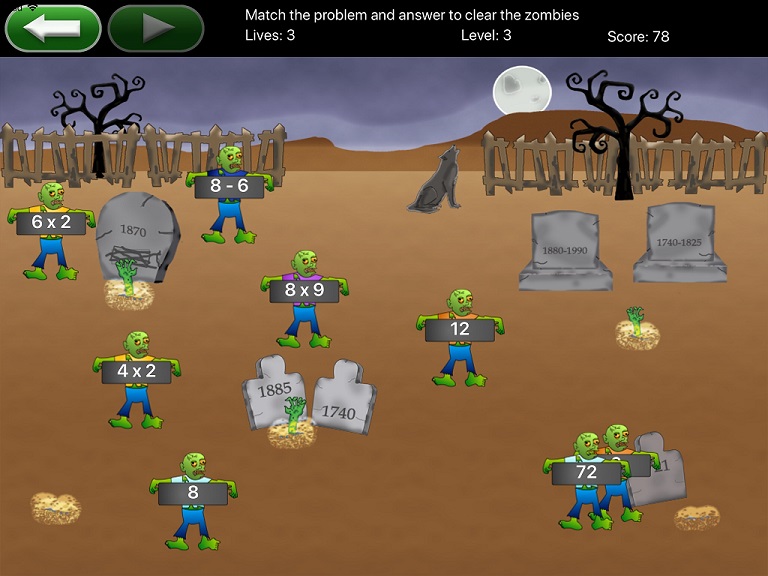 Match the problem and answer to clear the zombies
Lives: 3
Level: 3
Score: 78
8 - 6
6 x 2
1870
1740-1825
1880-1990
8 x 9
12
4 x 2
1885
1740
72
8